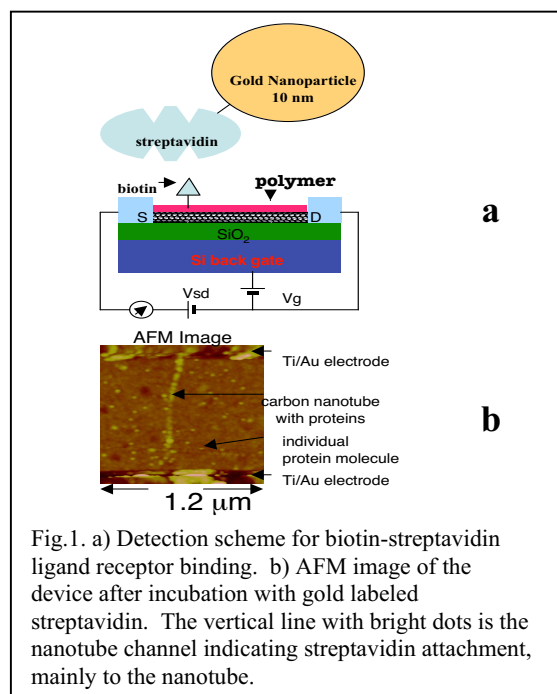 Gold Nanoparticle
10 nm
streptavidin
biotin
polymer
S
D
a
SiO2
Si back gate
Vsd
Vg
AFM Image
Ti/Au electrode
carbon nanotube
with proteins
b
individual
protein molecule
Ti/Au electrode
1.2 μm
Fig.1. a) Detection scheme for biotin-streptavidin
ligand receptor binding. b) AFM image of the
device after incubation with gold labeled
streptavidin. The vertical line with bright dots is the
nanotube channel indicating streptavidin attachment,
mainly to the nanotube.